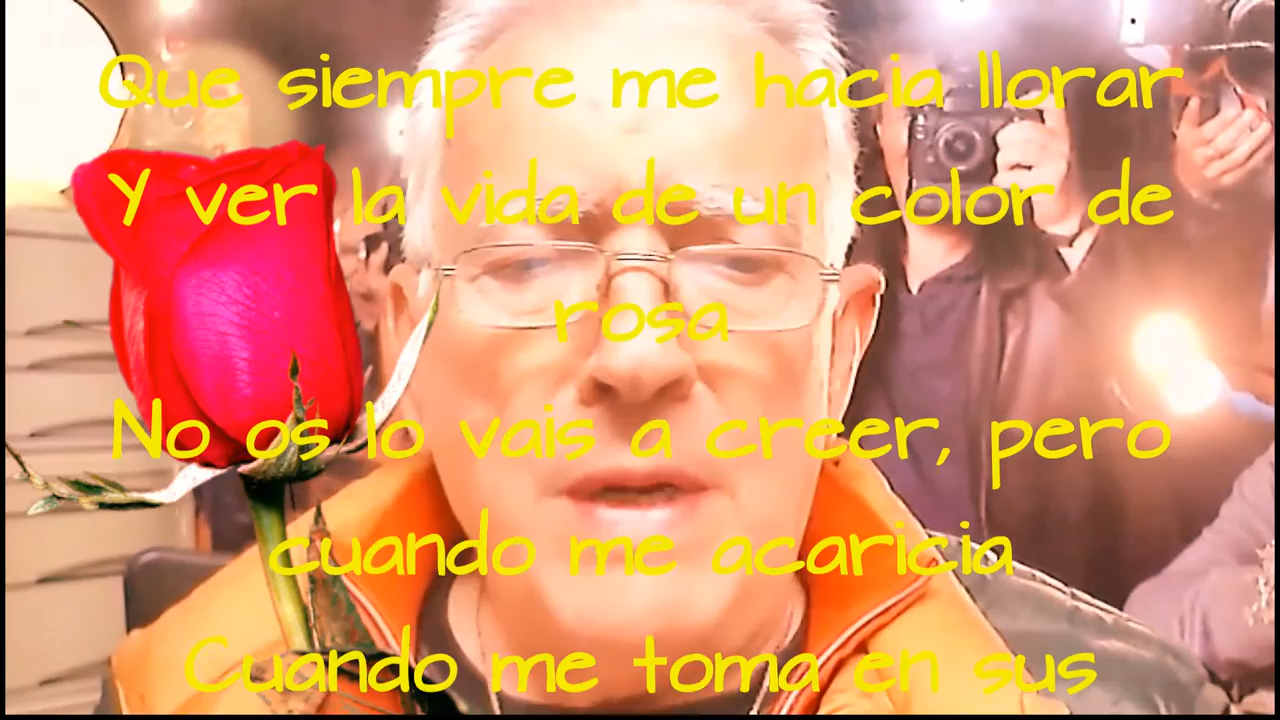 Que siempre me hacia llorar
Y ver la vida de un color de
rosa
No os lo vais a creer, pero
cuando me acaricia
Cuando me toma en sus